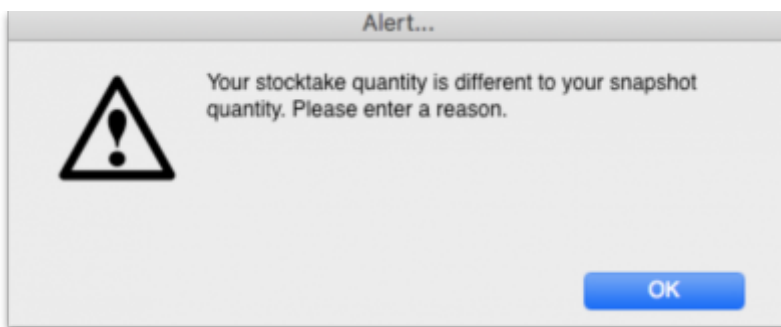 Alert...
Your stocktake quantity is different to your snapshot
quantity. Please enter a reason.
OK